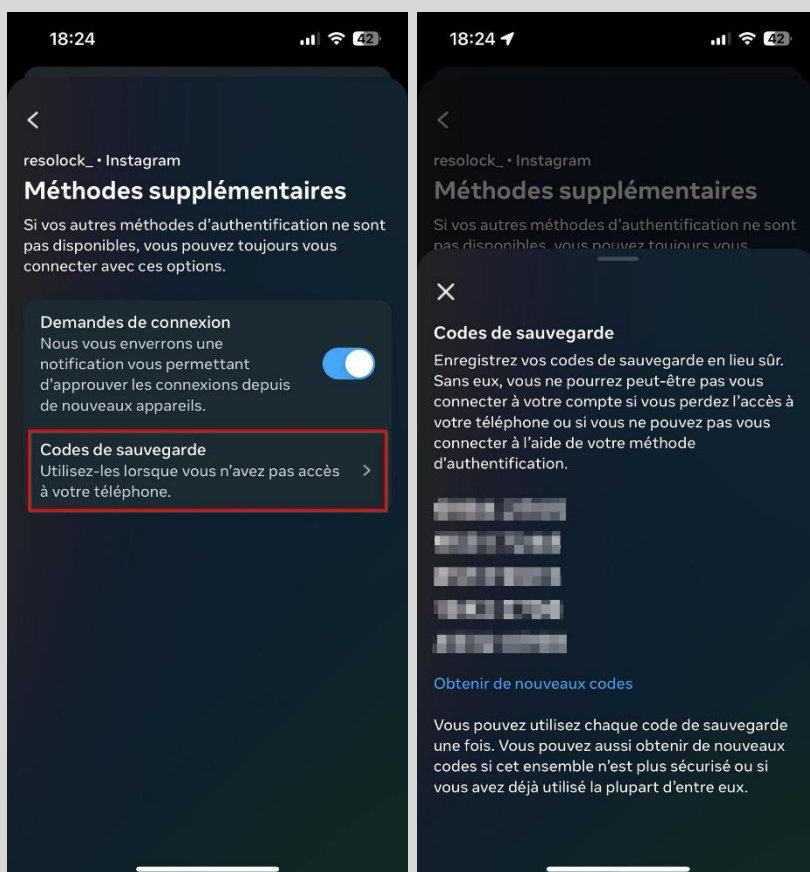 18:24
42
resolock_ • Instagram
Méthodes supplémentaires
Si vos autres méthodes d'authentification ne sont
pas disponibles, vous pouvez toujours vous
connecter avec ces options.
Demandes de connexion
Nous vous enverrons une
notification vous permettant
d'approuver les connexions depuis
de nouveaux appareils.
Codes de sauvegarde
Utilisez-les lorsque vous n'avez pas accès
à votre téléphone.
18:24
42
resolock_ • Instagram
Méthodes supplémentaires
Si vos autres méthodes d'authentification ne sont
pas disponibles, vous pouvez toujours vous
Codes de sauvegarde
Enregistrez vos codes de sauvegarde en lieu sûr.
Sans eux, vous ne pourrez peut-être pas vous
connecter à votre compte si vous perdez l'accès à
votre téléphone ou si vous ne pouvez pas vous
connecter à l'aide de votre méthode
d'authentification.
Obtenir de nouveaux codes
Vous pouvez utilisez chaque code de sauvegarde
une fois. Vous pouvez aussi obtenir de nouveaux
codes si cet ensemble n'est plus sécurisé ou si
vous avez déjà utilisé la plupart d'entre eux.